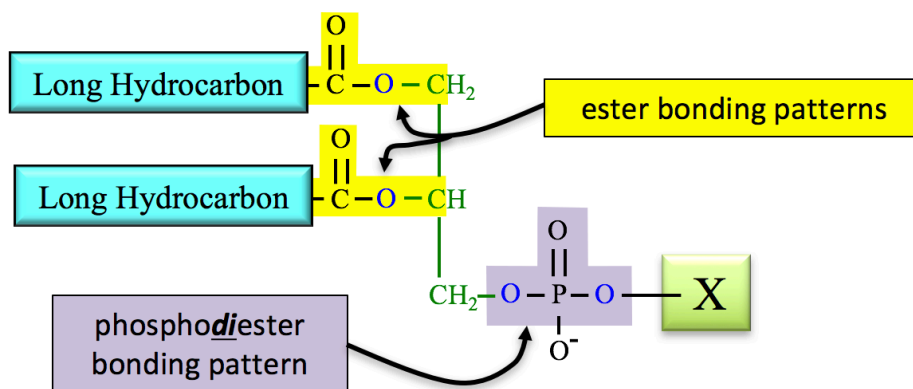 O
Long Hydrocarbon – C – O – CH₂
ester bonding patterns
O
Long Hydrocarbon – C – O – CH
O
CH₂ – O – P – O – X
O⁻
phosphodiester
bonding pattern